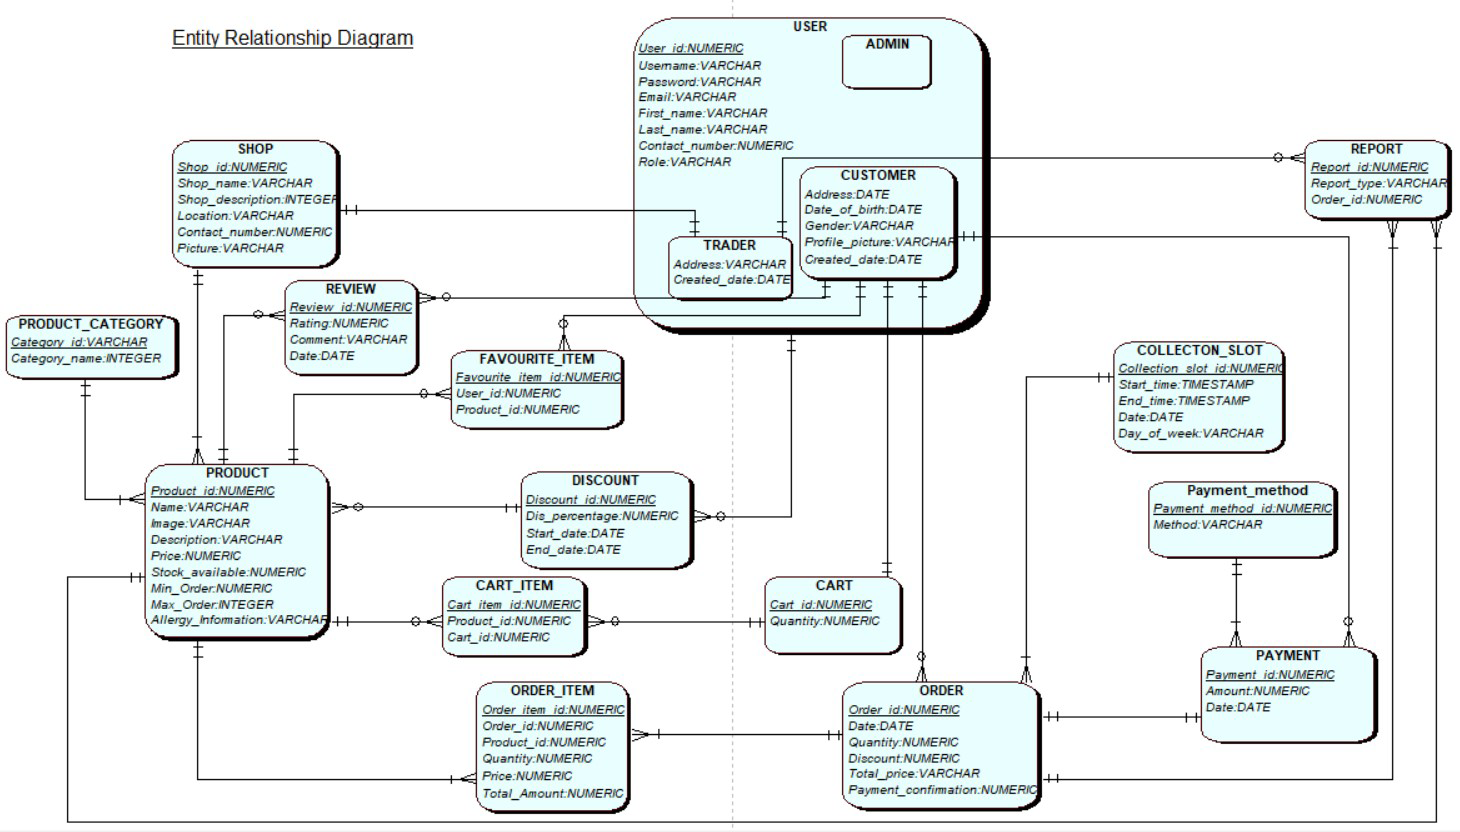 Entity Relationship Diagram
USER
User_id:NUMERIC
Username:VARCHAR
Password:VARCHAR
Email:VARCHAR
First_name:VARCHAR
Last_name:VARCHAR
Contact_number:NUMERIC
Role:VARCHAR
ADMIN
CUSTOMER
Address:DATE
Date_of_birth:DATE
Gender:VARCHAR
Profile_picture:VARCHAR
Created_date:DATE
TRADER
Address:VARCHAR
Created_date:DATE
SHOP
Shop_id:NUMERIC
Shop_name:VARCHAR
Shop_description:INTEGER
Location:VARCHAR
Contact_number:NUMERIC
Picture:VARCHAR
REPORT
Report_id:NUMERIC
Report_type:VARCHAR
Order_id:NUMERIC
REVIEW
Review_id:NUMERIC
Rating:NUMERIC
Comment:VARCHAR
Date:DATE
PRODUCT_CATEGORY
Category_id:VARCHAR
Category_name:INTEGER
FAVOURITE_ITEM
Favourite_item_id:NUMERIC
User_id:NUMERIC
Product_id:NUMERIC
COLLECTON_SLOT
Collection_slot_id:NUMERIC
Start_time:TIMESTAMP
End_time:TIMESTAMP
Date:DATE
Day_of_week:VARCHAR
PRODUCT
Product_id:NUMERIC
Name:VARCHAR
Image:VARCHAR
Description:VARCHAR
Price:NUMERIC
Stock_available:NUMERIC
Min_Order:NUMERIC
Max_Order:INTEGER
Allergy_Information:VARCHAR
DISCOUNT
Discount_id:NUMERIC
Dis_percentage:NUMERIC
Start_date:DATE
End_date:DATE
Payment_method
Payment_method_id:NUMERIC
Method:VARCHAR
CART_ITEM
Cart_item_id:NUMERIC
Product_id:NUMERIC
Cart_id:NUMERIC
CART
Cart_id:NUMERIC
Quantity:NUMERIC
PAYMENT
Payment_id:NUMERIC
Amount:NUMERIC
Date:DATE
ORDER_ITEM
Order_item_id:NUMERIC
Order_id:NUMERIC
Product_id:NUMERIC
Quantity:NUMERIC
Price:NUMERIC
Total_Amount:NUMERIC
ORDER
Order_id:NUMERIC
Date:DATE
Quantity:NUMERIC
Discount:NUMERIC
Total_price:VARCHAR
Payment_confirmation:NUMERIC